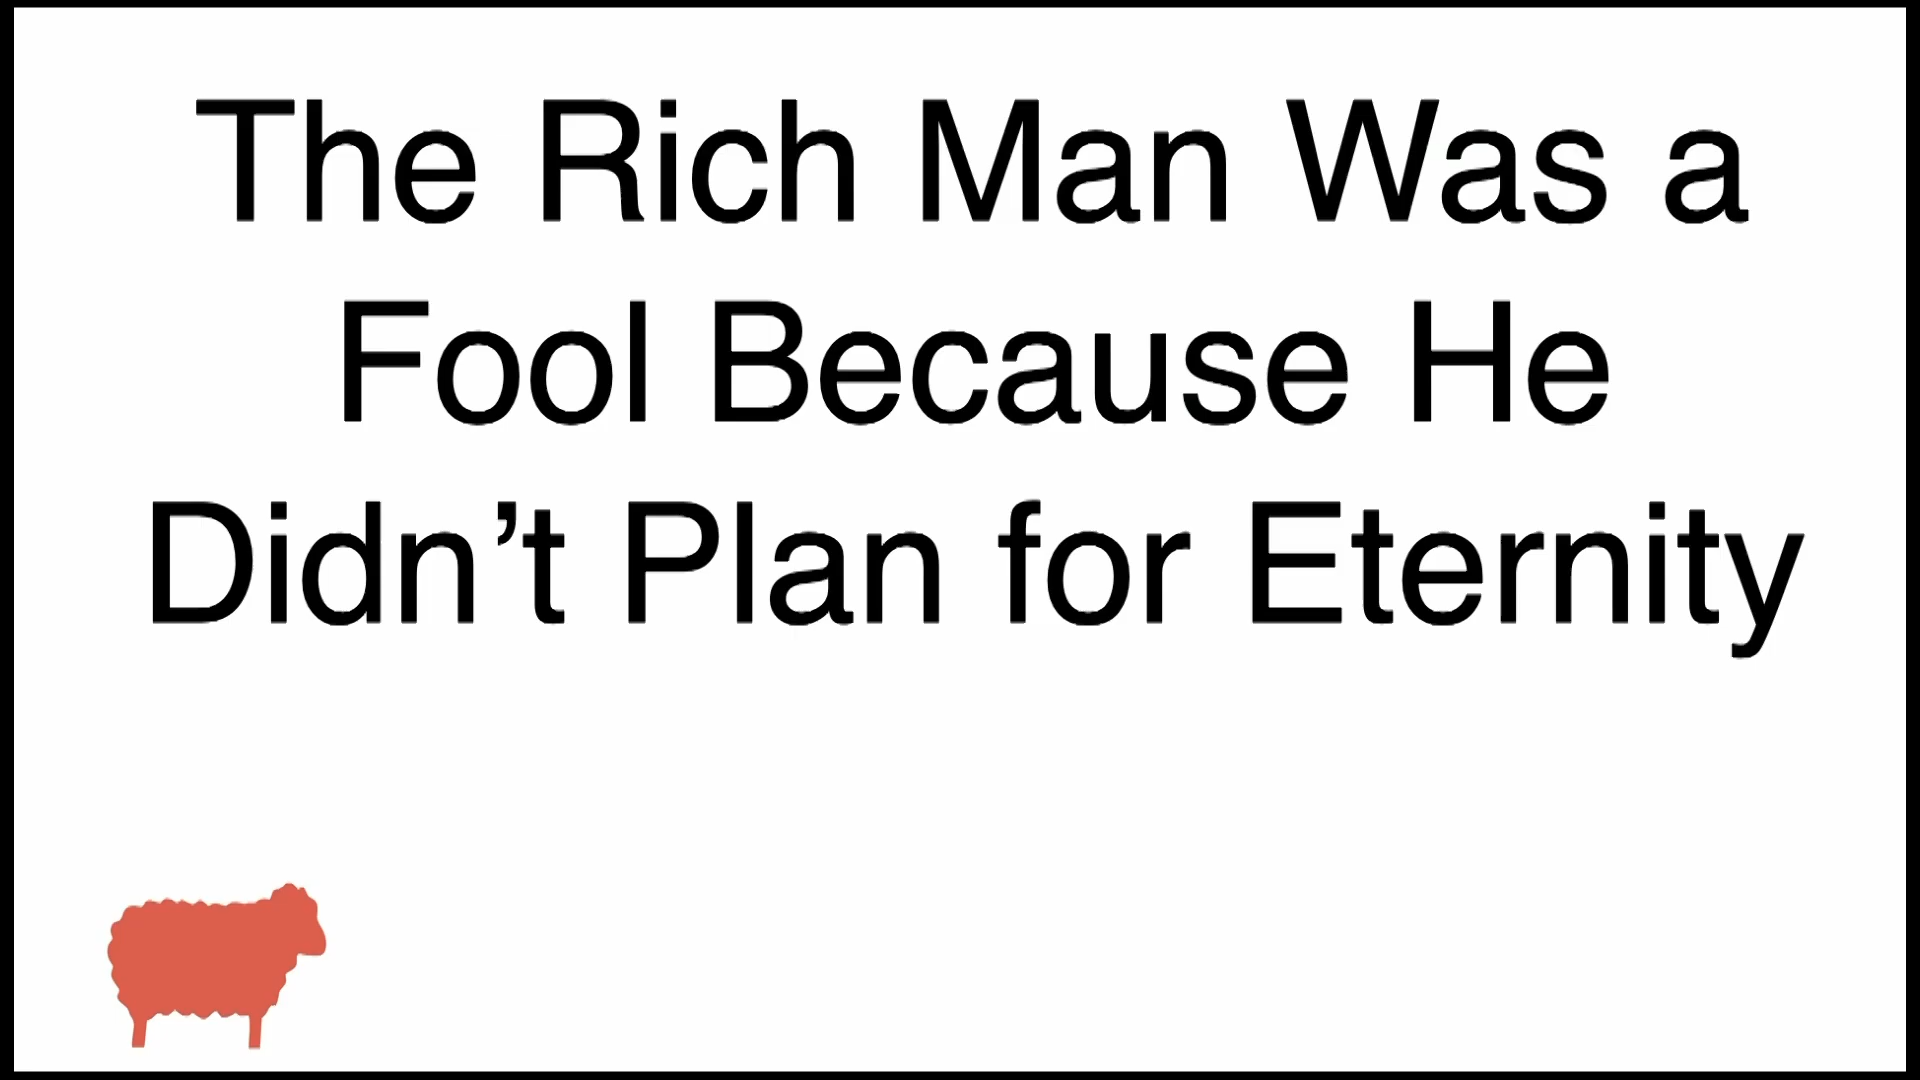 The Rich Man Was a
Fool Because He
Didn’t Plan for Eternity